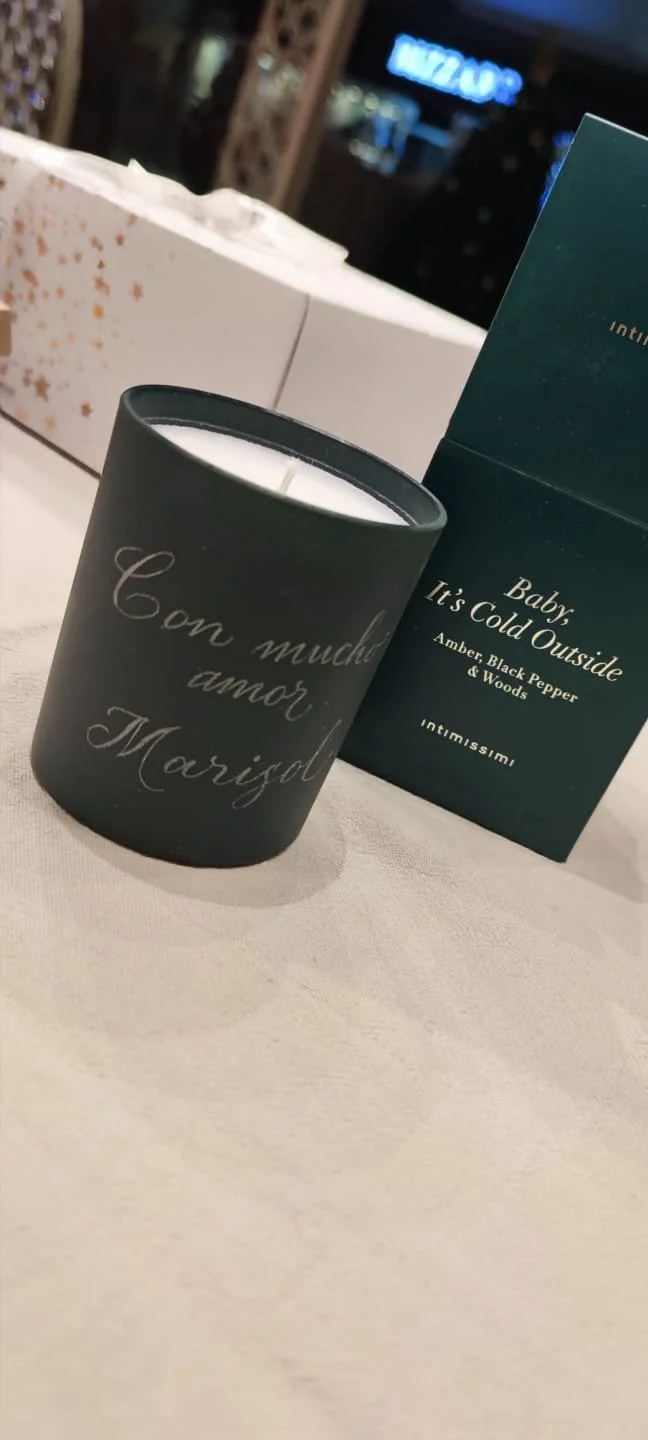 Con mucho
amor
Marisol
Baby,
It's Cold Outside
Amber, Black Pepper
& Woods
intimissimi